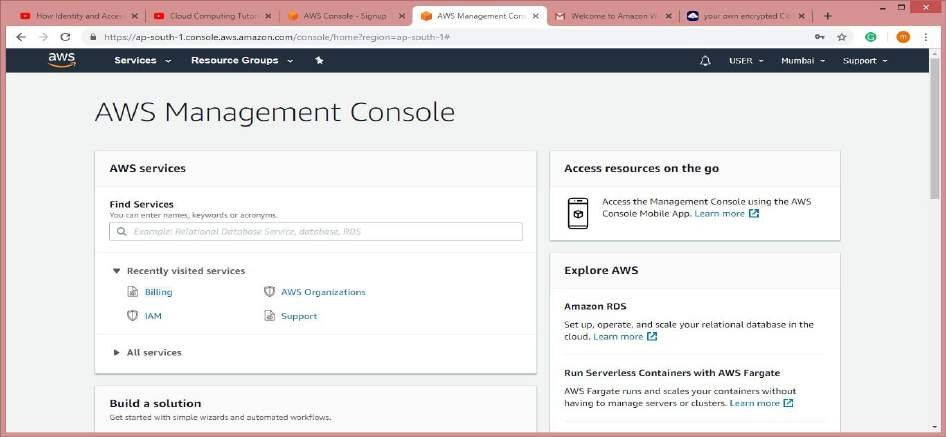 How Identity and Acces
Cloud Computing Tutori
AWS Console - Signup
AWS Management Cons
Welcome to Amazon W
your own encrypted Clo
https://ap-south-1.console.aws.amazon.com/console/home?region=ap-south-1#
m
aws
Services
Resource Groups
USER
Mumbai
Support
AWS Management Console
AWS services
Find Services
You can enter names, keywords or acronyms.
Example: Relational Database Service, database, RDS
Recently visited services
Billing
AWS Organizations
IAM
Support
All services
Build a solution
Get started with simple wizards and automated workflows.
Access resources on the go
Access the Management Console using the AWS
Console Mobile App. Learn more
Explore AWS
Amazon RDS
Set up, operate, and scale your relational database in the
cloud. Learn more
Run Serverless Containers with AWS Fargate
AWS Fargate runs and scales your containers without
having to manage servers or clusters. Learn more